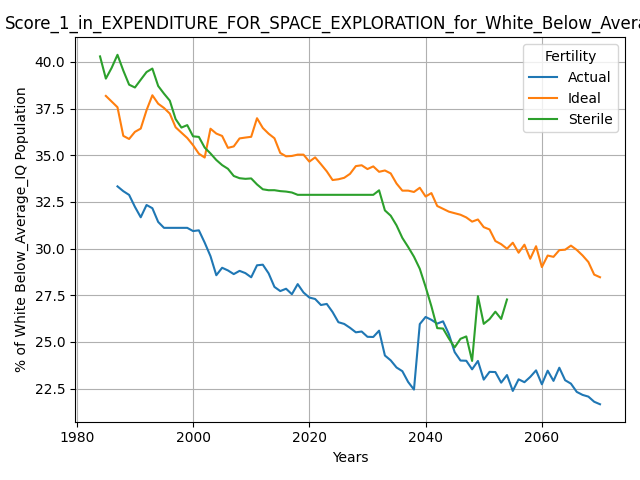 Score_1_in_EXPENDITURE_FOR_SPACE_EXPLORATION_for_White_Below_Avera
Fertility
Actual
Ideal
Sterile
% of White Below_Average_IQ Population
40.0
37.5
35.0
32.5
30.0
27.5
25.0
22.5
1980 2000 2020 2040 2060
Years